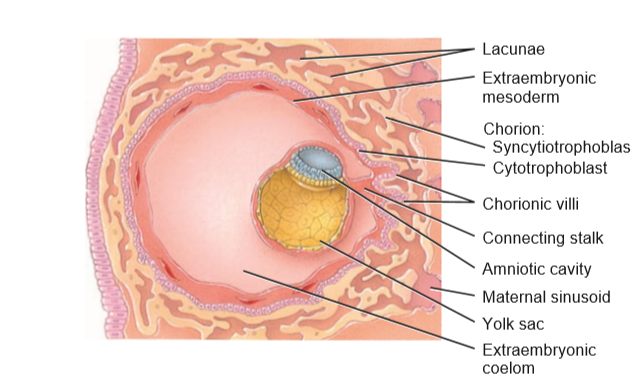 Lacunae
Extraembryonic
mesoderm
Chorion:
Syncytiotrophoblas
Cytotrophoblast
Chorionic villi
Connecting stalk
Amniotic cavity
Maternal sinusoid
Yolk sac
Extraembryonic
coelom